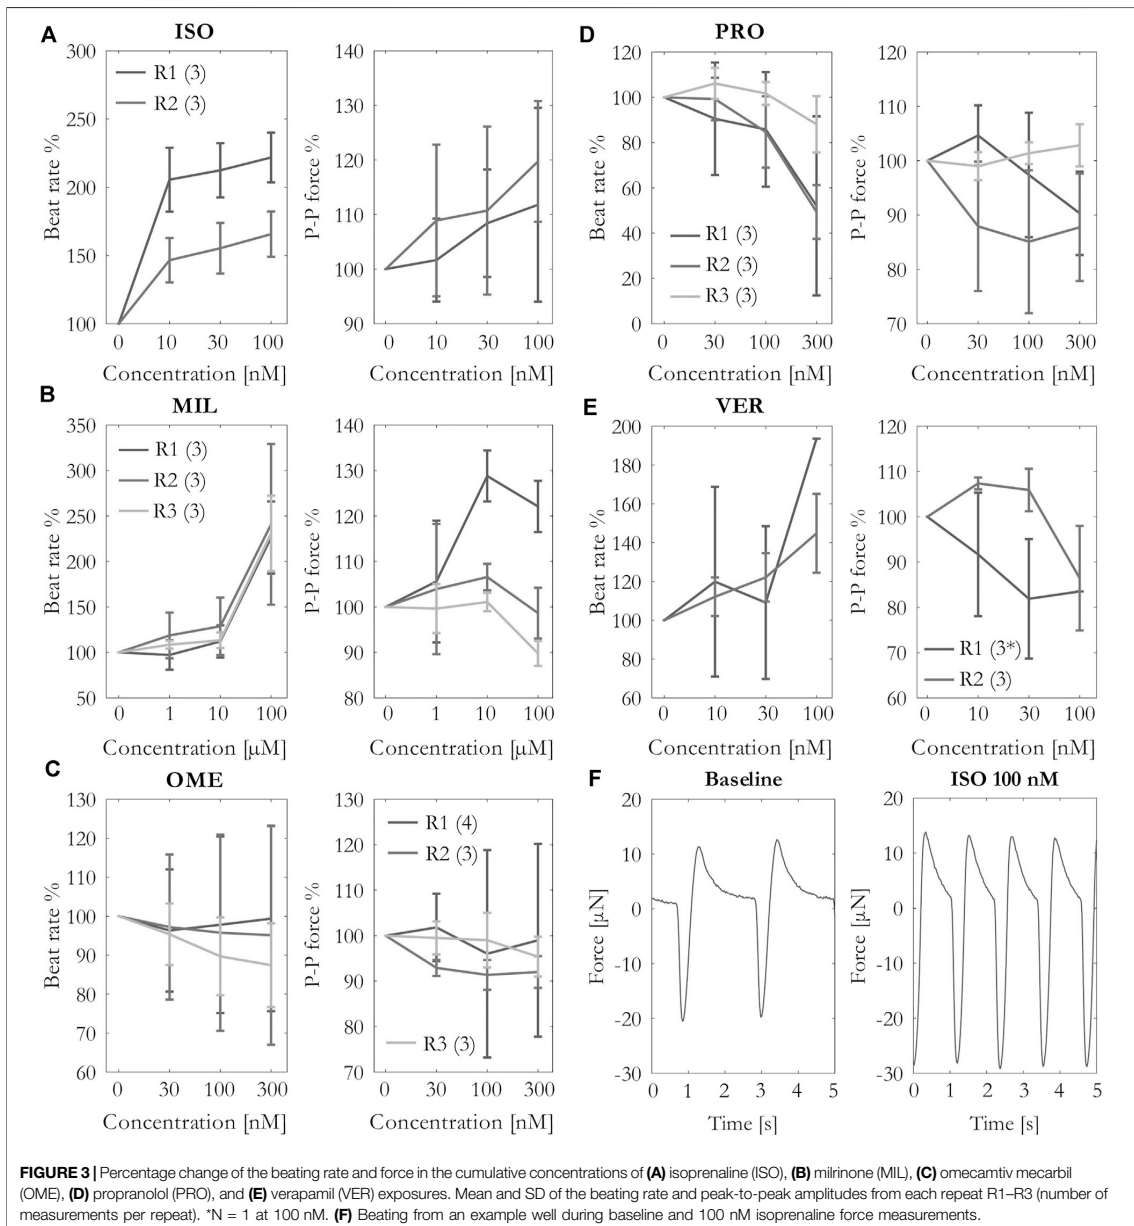 A
ISO
300
250
200
150
100
Beat rate %
R1 (3)
R2 (3)
0 10 30 100
Concentration [nM]
140
130
120
110
100
90
P-P force %
0 10 30 100
Concentration [nM]
D
PRO
120
100
80
60
40
20
0
Beat rate %
R1 (3)
R2 (3)
R3 (3)
0 30 100 300
Concentration [nM]
120
110
100
90
80
70
P-P force %
0 30 100 300
Concentration [nM]
B
MIL
350
300
250
200
150
100
50
Beat rate %
R1 (3)
R2 (3)
R3 (3)
0 1 10 100
Concentration [μM]
140
130
120
110
100
90
80
P-P force %
0 1 10 100
Concentration [μM]
E
VER
200
180
160
140
120
100
80
60
Beat rate %
0 10 30 100
Concentration [nM]
120
110
100
90
80
70
60
P-P force %
R1 (3*)
R2 (3)
0 10 30 100
Concentration [nM]
C
OME
130
120
110
100
90
80
70
60
Beat rate %
0 30 100 300
Concentration [nM]
130
120
110
100
90
80
70
P-P force %
R1 (4)
R2 (3)
R3 (3)
0 30 100 300
Concentration [nM]
F
Baseline
20
10
0
-10
-20
-30
Force [μN]
0 1 2 3 4 5
Time [s]
ISO 100 nM
20
10
0
-10
-20
-30
Force [μN]
0 1 2 3 4 5
Time [s]
FIGURE 3 | Percentage change of the beating rate and force in the cumulative concentrations of (A) isoprenaline (ISO), (B) milrinone (MIL), (C) omecamtiv mecarbil
(OME), (D) propranolol (PRO), and (E) verapamil (VER) exposures. Mean and SD of the beating rate and peak-to-peak amplitudes from each repeat R1–R3 (number of
measurements per repeat). *N = 1 at 100 nM. (F) Beating from an example well during baseline and 100 nM isoprenaline force measurements.